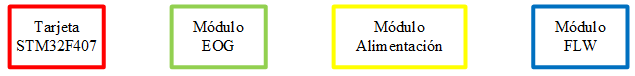 Tarjeta
STM32F407
Módulo
EOG
Módulo
Alimentación
Módulo
FLW